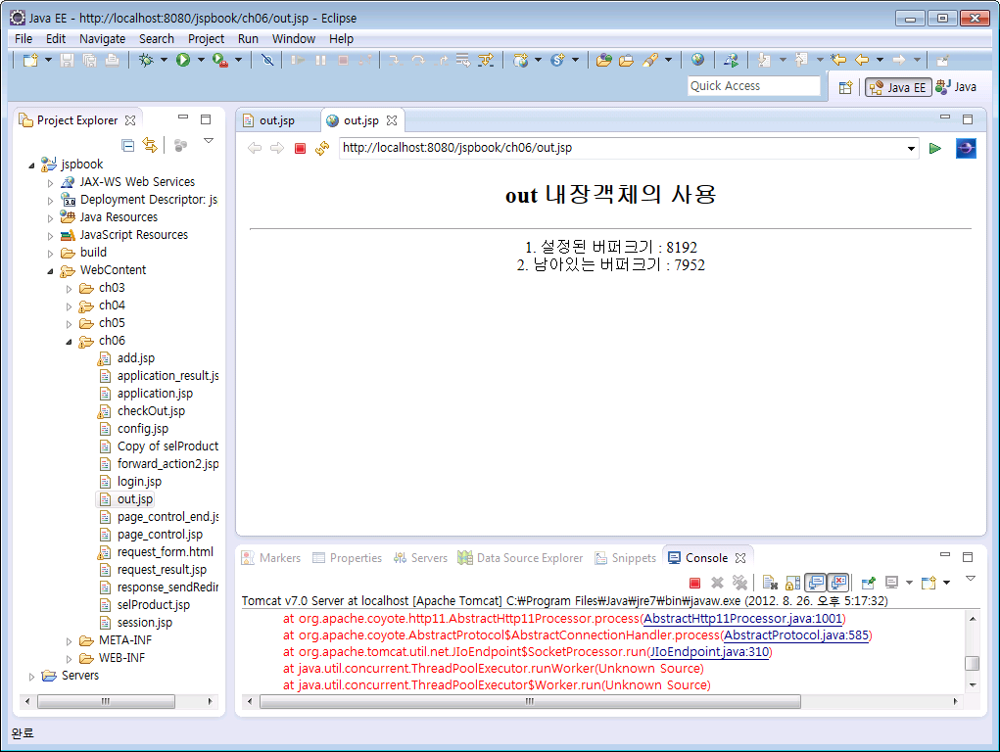 Java EE - http://localhost:8080/jspbook/ch06/out.jsp - Eclipse
File Edit Navigate Search Project Run Window Help
Quick Access
Java EE
Java
Project Explorer
jspbook
JAX-WS Web Services
3.0 Deployment Descriptor: js
Java Resources
JavaScript Resources
build
WebContent
ch03
ch04
ch05
ch06
add.jsp
application_result.js
application.jsp
checkOut.jsp
config.jsp
Copy of selProduct
forward_action2.jsp
login.jsp
out.jsp
page_control_end.js
page_control.jsp
request_form.html
request_result.jsp
response_sendRedir
selProduct.jsp
session.jsp
META-INF
WEB-INF
Servers
out.jsp
out.jsp
http://localhost:8080/jspbook/ch06/out.jsp
out 내장객체의 사용
1. 설정된 버퍼크기 : 8192
2. 남아있는 버퍼크기 : 7952
Markers Properties Servers Data Source Explorer Snippets Console
Tomcat v7.0 Server at localhost [Apache Tomcat] C:₩Program Files₩Java₩jre7₩bin₩javaw.exe (2012. 8. 26. 오후 5:17:32)
at org.apache.coyote.http11.AbstractHttp11Processor.process(AbstractHttp11Processor.java:1001)
at org.apache.coyote.AbstractProtocol$AbstractConnectionHandler.process(AbstractProtocol.java:585)
at org.apache.tomcat.util.net.JIoEndpoint$SocketProcessor.run(JIoEndpoint.java:310)
at java.util.concurrent.ThreadPoolExecutor.runWorker(Unknown Source)
at java.util.concurrent.ThreadPoolExecutor$Worker.run(Unknown Source)
완료